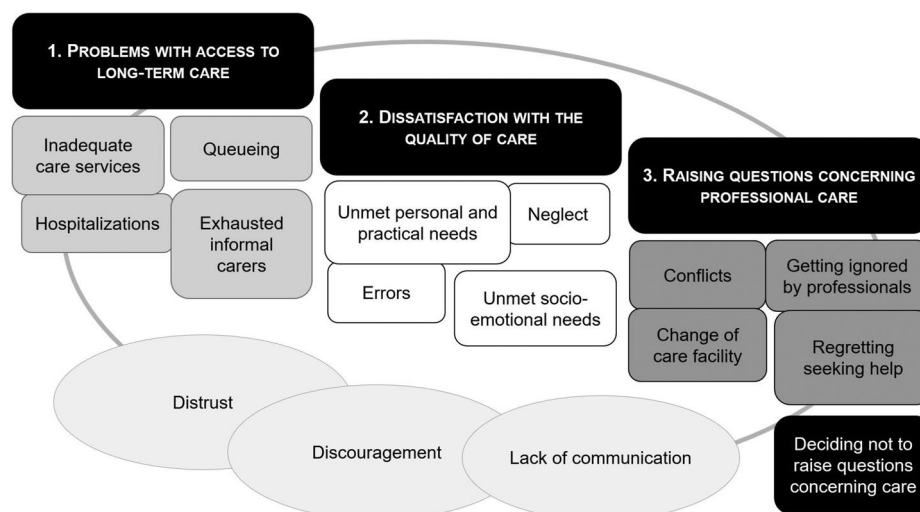 1. PROBLEMS WITH ACCESS TO
LONG-TERM CARE
Inadequate
care services
Queueing
Hospitalizations
Exhausted
informal
carers
2. DISSATISFACTION WITH THE
QUALITY OF CARE
Unmet personal and
practical needs
Neglect
Errors
Unmet socio-
emotional needs
3. RAISING QUESTIONS CONCERNING
PROFESSIONAL CARE
Conflicts
Getting ignored
by professionals
Change of
care facility
Regretting
seeking help
Deciding not to
raise questions
concerning care
Distrust
Discouragement
Lack of communication